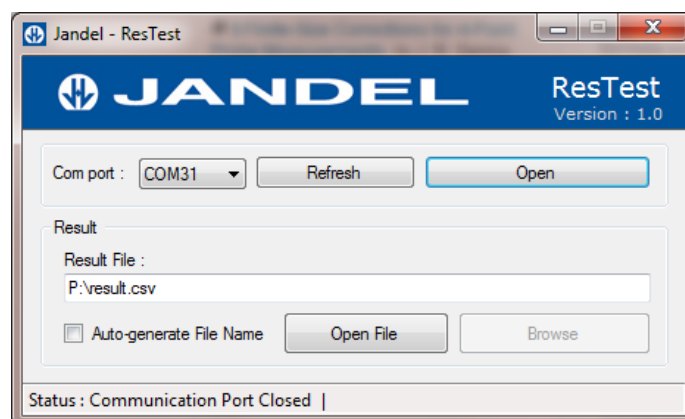 Jandel - ResTest
JANDEL
ResTest
Version : 1.0
Com port : COM31 Refresh Open
Result
Result File :
P:\result.csv
Auto-generate File Name Open File Browse
Status : Communication Port Closed |